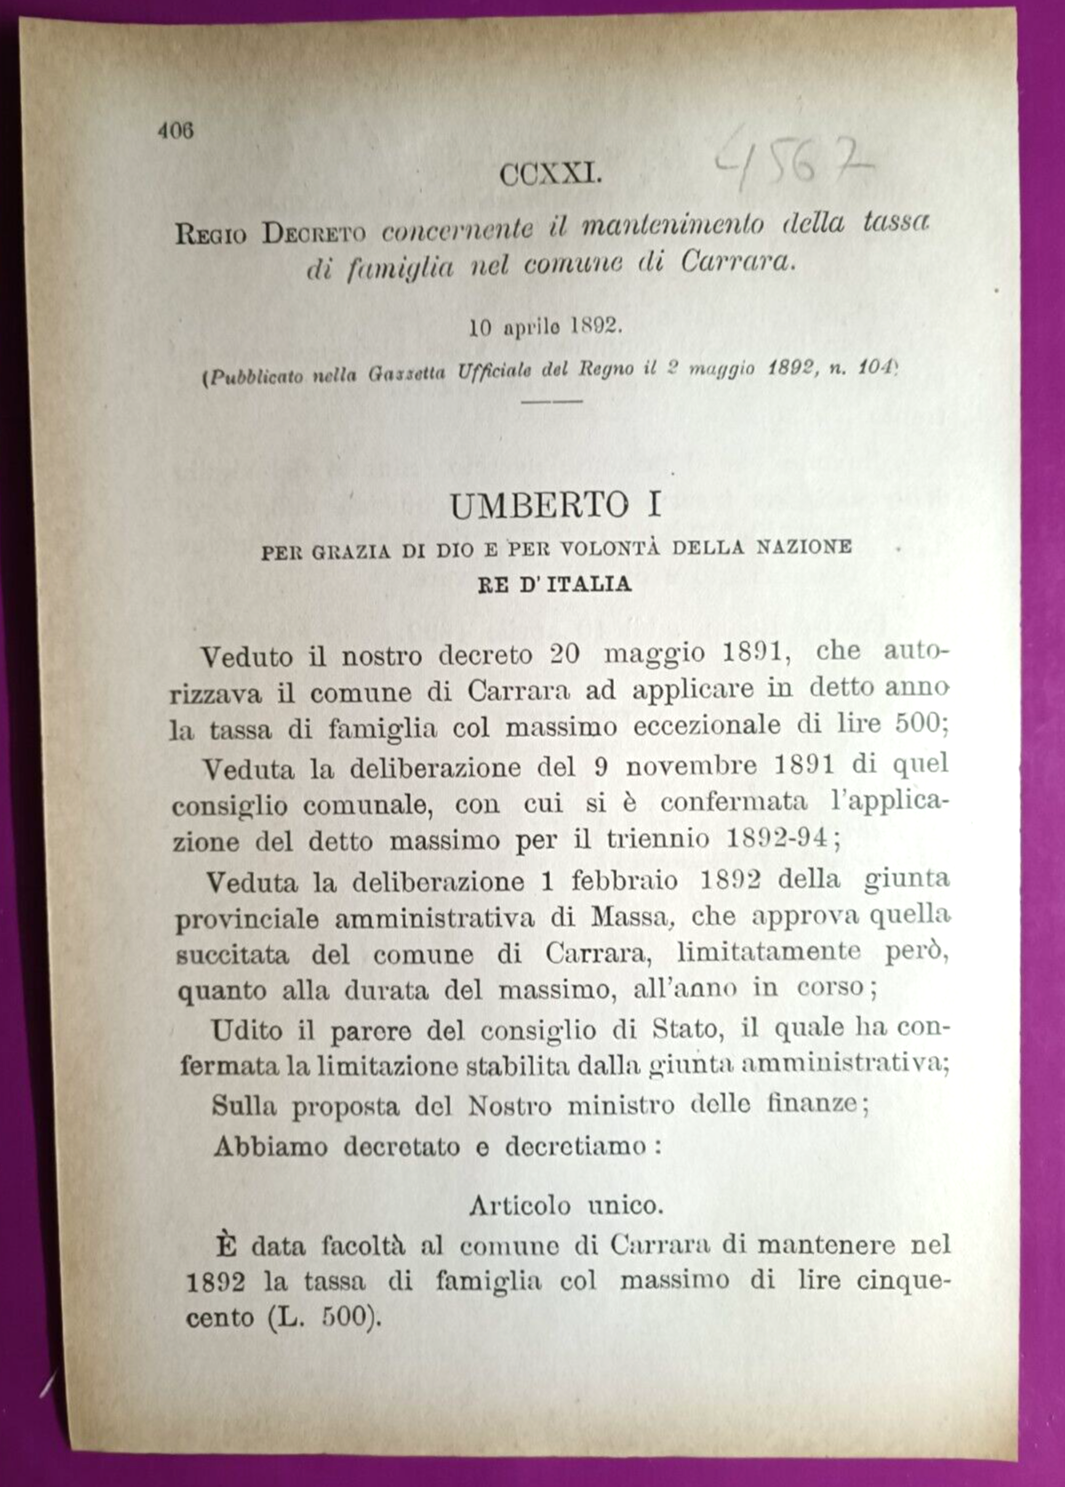 406
CCXXI.
4567
REGIO DECRETO concernente il mantenimento della tassa
di famiglia nel comune di Carrara.
10 aprile 1892.
(Pubblicato nella Gazzetta Ufficiale del Regno il 2 maggio 1892, n. 104)
UMBERTO I
PER GRAZIA DI DIO E PER VOLONTÀ DELLA NAZIONE
RE D'ITALIA
Veduto il nostro decreto 20 maggio 1891, che auto-
rizzava il comune di Carrara ad applicare in detto anno
la tassa di famiglia col massimo eccezionale di lire 500;
Veduta la deliberazione del 9 novembre 1891 di quel
consiglio comunale, con cui si è confermata l'applica-
zione del detto massimo per il triennio 1892-94;
Veduta la deliberazione 1 febbraio 1892 della giunta
provinciale amministrativa di Massa, che approva quella
succitata del comune di Carrara, limitatamente però,
quanto alla durata del massimo, all'anno in corso;
Udito il parere del consiglio di Stato, il quale ha con-
fermata la limitazione stabilita dalla giunta amministrativa;
Sulla proposta del Nostro ministro delle finanze;
Abbiamo decretato e decretiamo:
Articolo unico.
È data facoltà al comune di Carrara di mantenere nel
1892 la tassa di famiglia col massimo di lire cinque-
cento (L. 500).